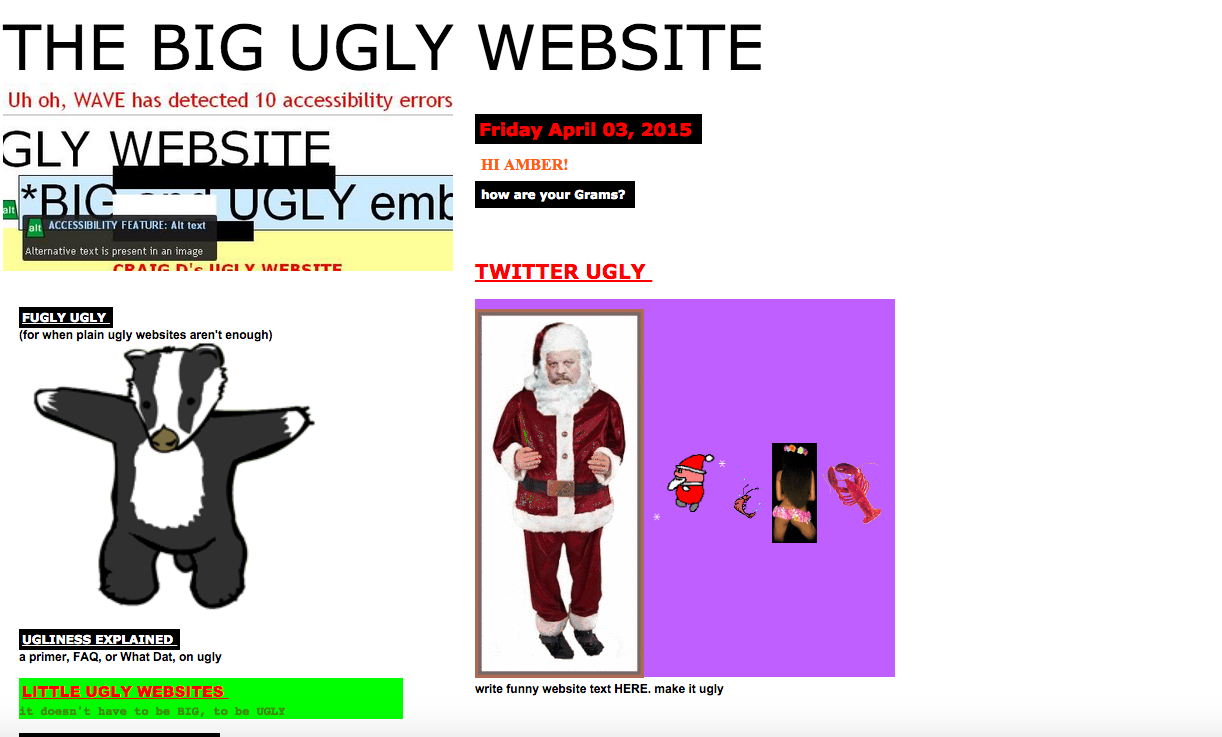 THE BIG UGLY WEBSITE
Uh oh, WAVE has detected 10 accessibility errors
GLY WEBSITE
*BIG and UGLY emb
alt
alt ACCESSIBILITY FEATURE: Alt text
Alternative text is present in an image
CRAIG D's UGLY WEBSITE
FUGLY UGLY
(for when plain ugly websites aren't enough)
UGLINESS EXPLAINED
a primer, FAQ, or What Dat, on ugly
LITTLE UGLY WEBSITES
it doesn't have to be BIG, to be UGLY
Friday April 03, 2015
HI AMBER!
how are your Grams?
TWITTER UGLY
write funny website text HERE. make it ugly